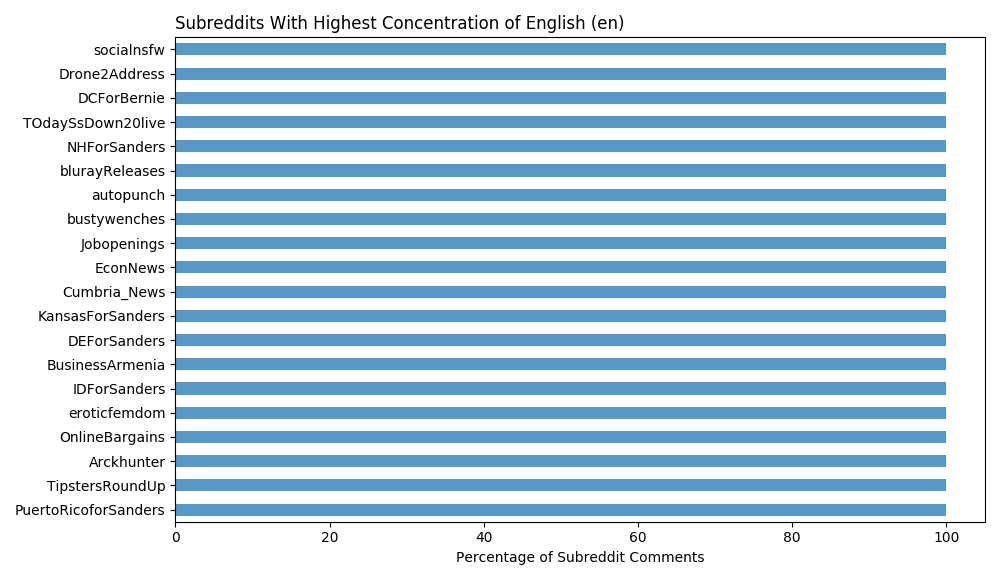 Subreddits With Highest Concentration of English (en)
socialnsfw
Drone2Address
DCForBernie
TOdaySsDown20live
NHForSanders
blurayReleases
autopunch
bustywenches
Jobopenings
EconNews
Cumbria_News
KansasForSanders
DEForSanders
BusinessArmenia
IDForSanders
eroticfemdom
OnlineBargains
Arckhunter
TipstersRoundUp
PuertoRicoforSanders
0 20 40 60 80 100
Percentage of Subreddit Comments